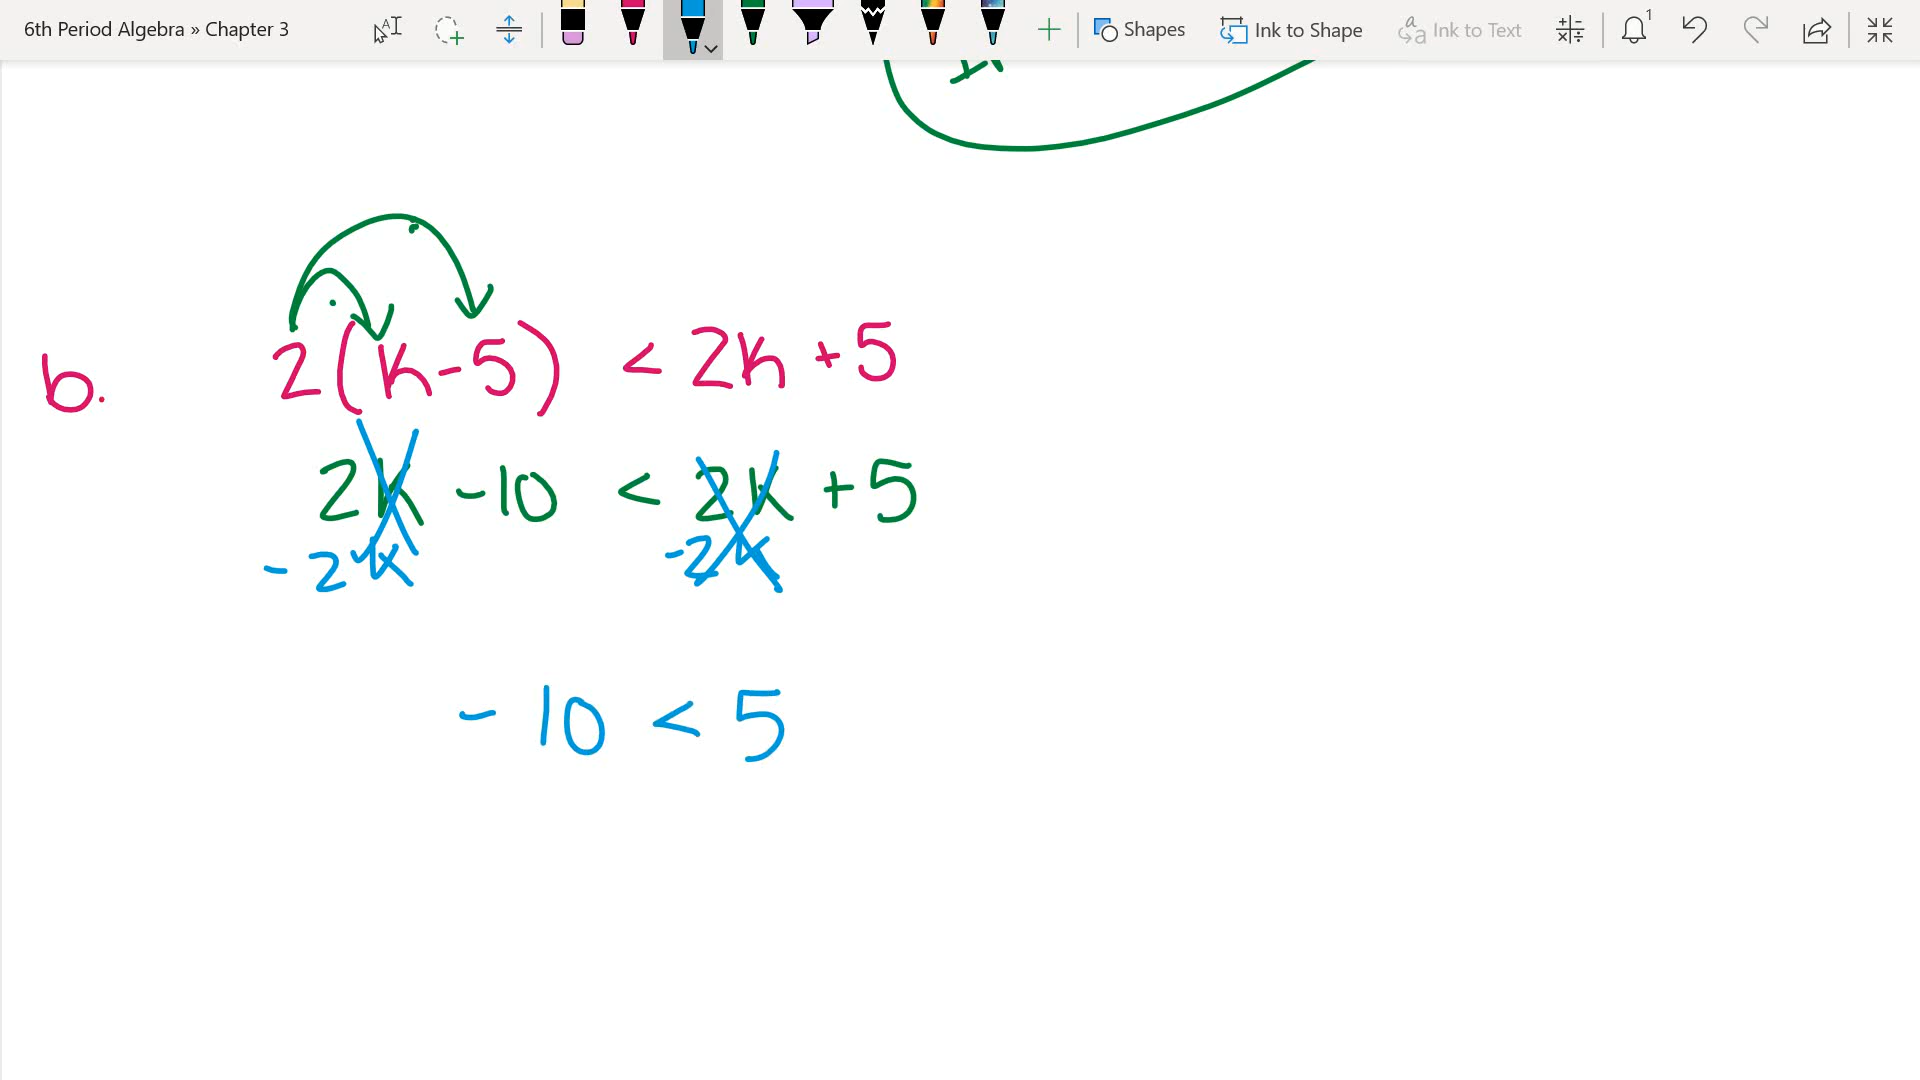 6th Period Algebra » Chapter 3
Shapes
Ink to Shape
Ink to Text
1
b. 2(k-5) < 2k + 5
2k - 10 < 2k + 5
- 2k -2k
- 10 < 5